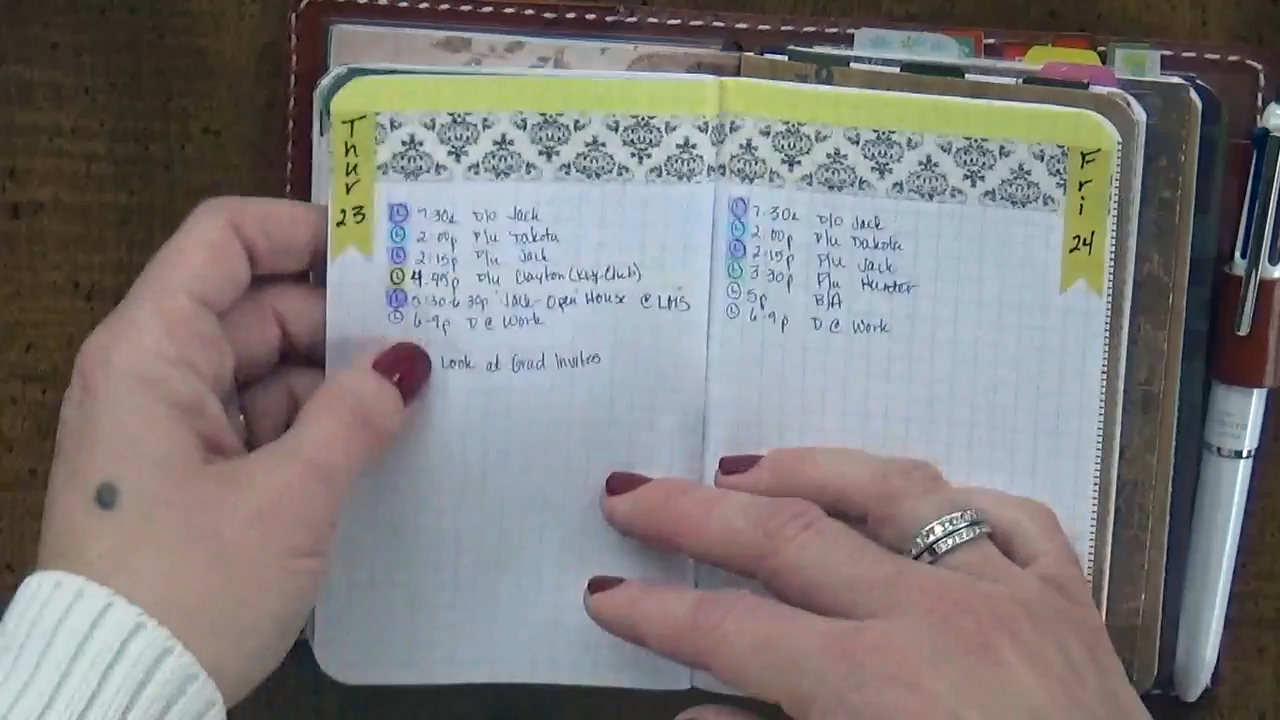 Thur
23
7:30a D/O Jack
2:00p P/u Dakota
2:15p P/u Jack
4:45p P/u Dayton (Key Club)
5:30-6:30p Jack - Open House @ LMS
6-9p D @ Work
Look at Grad Invites
Fri
24
7:30a D/O Jack
2:00p P/u Dakota
2:15p P/u Jack
3:30p P/u Hunter
5p B/A
6-9p D @ Work